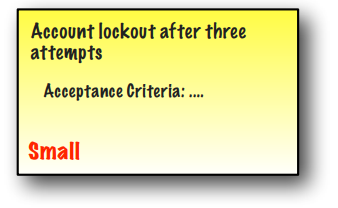 Account lockout after three
attempts
Acceptance Criteria: ....
Small